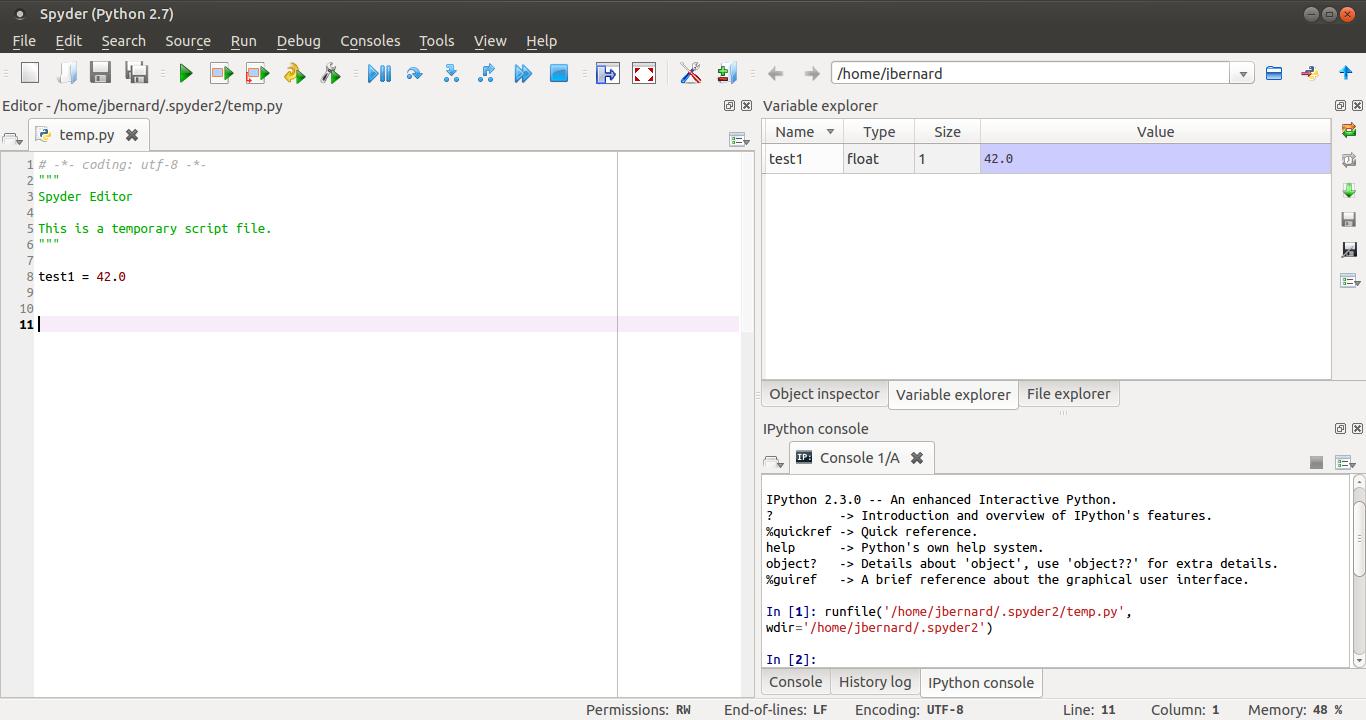 Spyder (Python 2.7)
File Edit Search Source Run Debug Consoles Tools View Help
/home/jbernard
Editor - /home/jbernard/.spyder2/temp.py
temp.py
1 # -*- coding: utf-8 -*-
2 """
3 Spyder Editor
4
5 This is a temporary script file.
6 """
7
8 test1 = 42.0
9
10
11
Variable explorer
Name Type Size Value
test1 float 1 42.0
Object inspector Variable explorer File explorer
IPython console
IP: Console 1/A
IPython 2.3.0 -- An enhanced Interactive Python.
? -> Introduction and overview of IPython's features.
%quickref -> Quick reference.
help -> Python's own help system.
object? -> Details about 'object', use 'object??' for extra details.
%guiref -> A brief reference about the graphical user interface.
In [1]: runfile('/home/jbernard/.spyder2/temp.py',
wdir='/home/jbernard/.spyder2')
In [2]:
Console History log IPython console
Permissions: RW End-of-lines: LF Encoding: UTF-8 Line: 11 Column: 1 Memory: 48 %